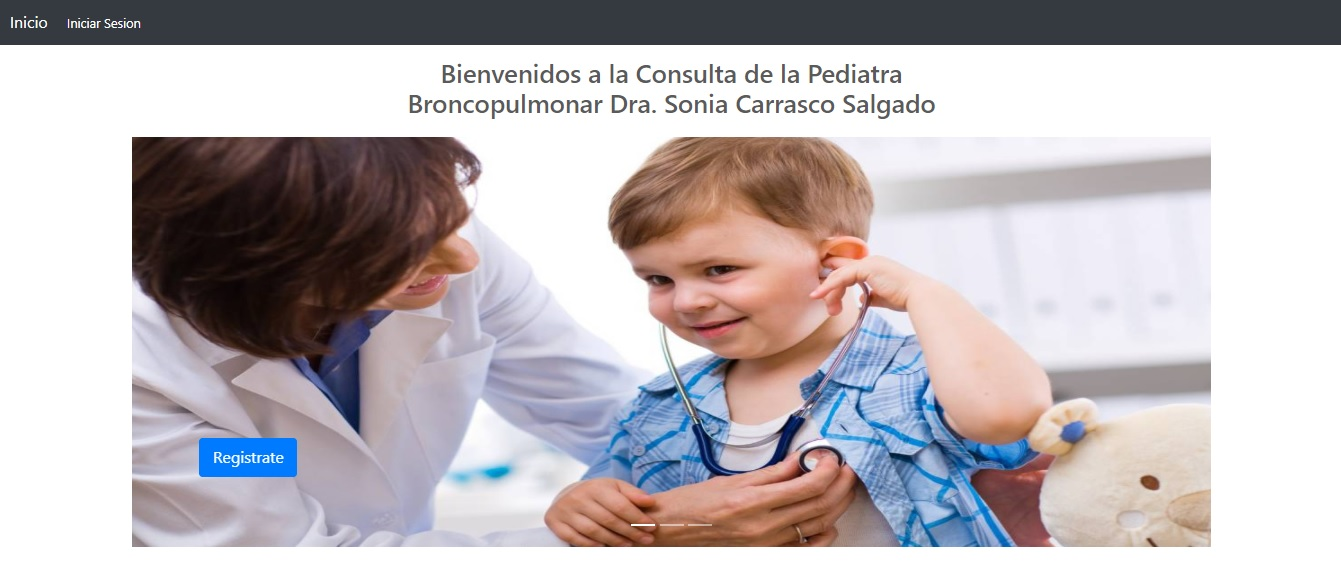 Inicio Iniciar Sesion
Bienvenidos a la Consulta de la Pediatra
Broncopulmonar Dra. Sonia Carrasco Salgado
Registrate